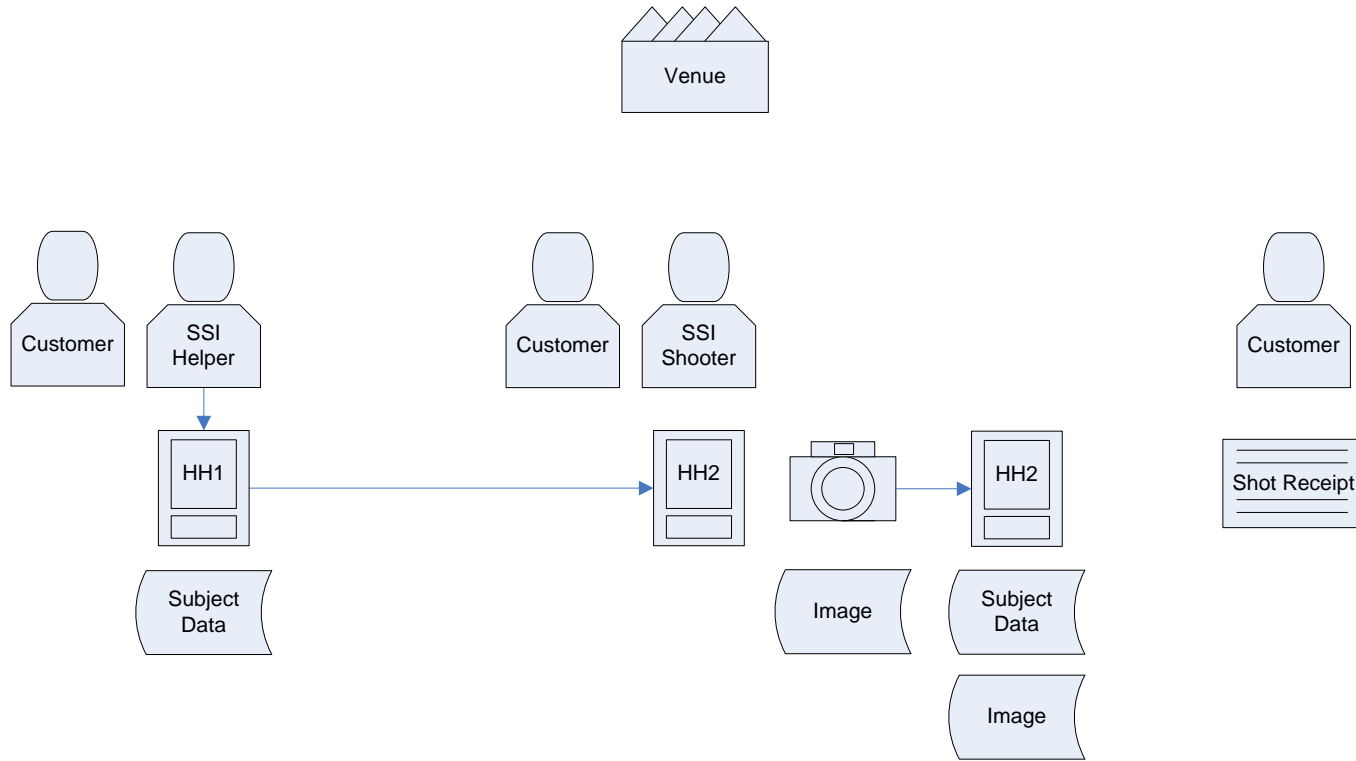 Venue
Customer
SSI
Helper
Customer
SSI
Shooter
Customer
HH1
HH2
HH2
Shot Receipt
Subject
Data
Image
Subject
Data
Image